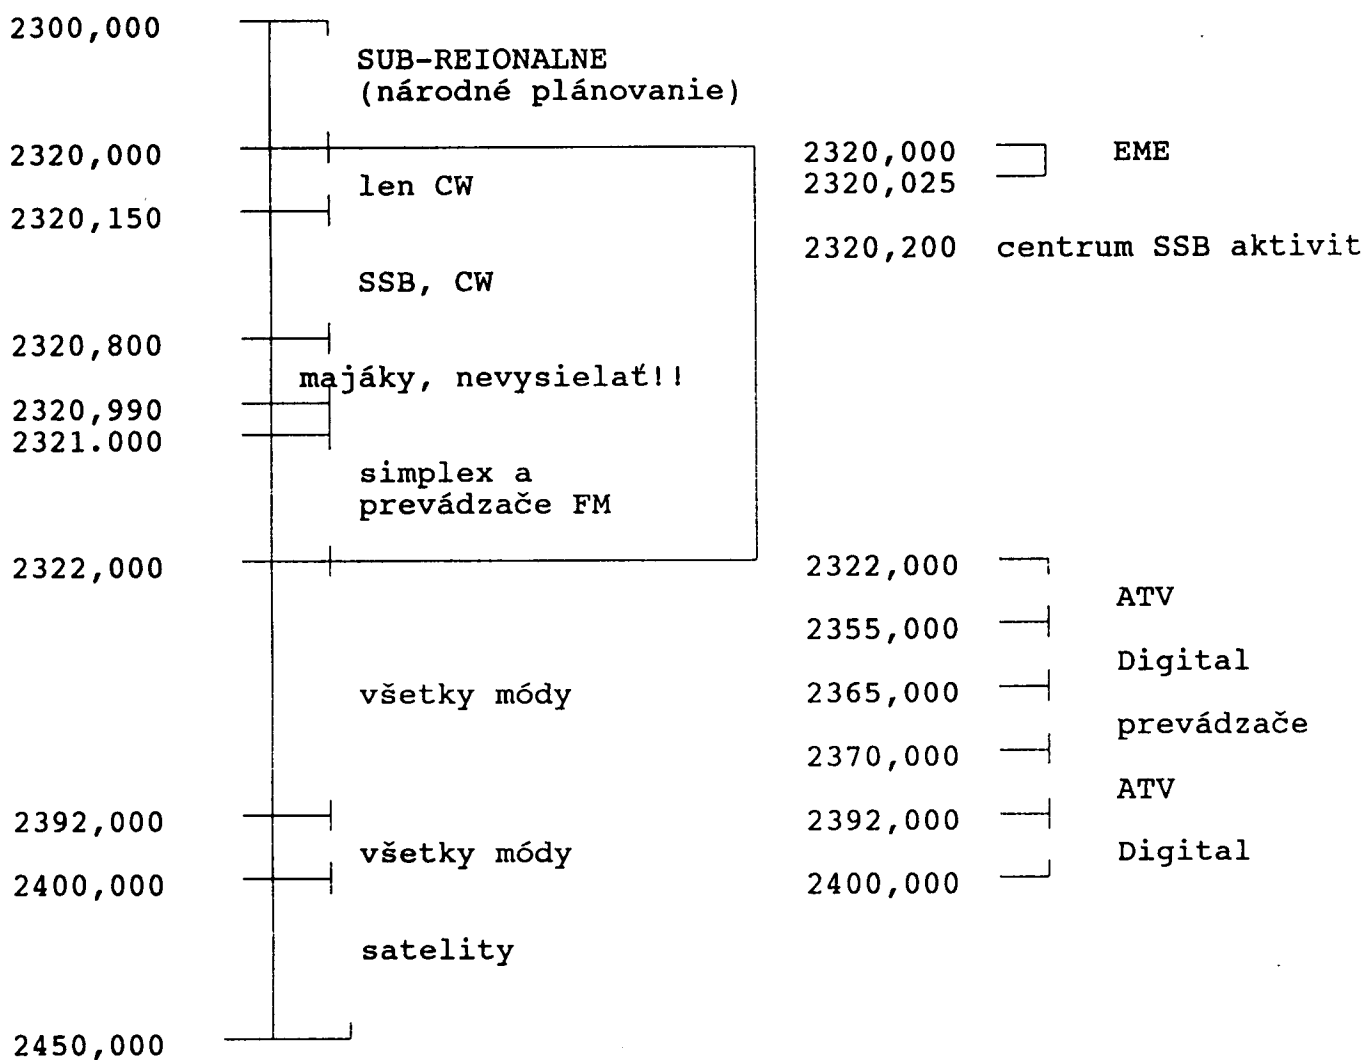 2300,000
SUB-REIONALNE
(národné plánovanie)
2320,000
len CW
2320,150
SSB, CW
2320,800
majáky, nevysielať!!
2320,990
2321.000
simplex a
prevádzače FM
2322,000
všetky módy
2392,000
všetky módy
2400,000
satelity
2450,000
2320,000 EME
2320,025
2320,200 centrum SSB aktivit
2322,000
ATV
2355,000
Digital
2365,000
prevádzače
2370,000
ATV
2392,000
Digital
2400,000